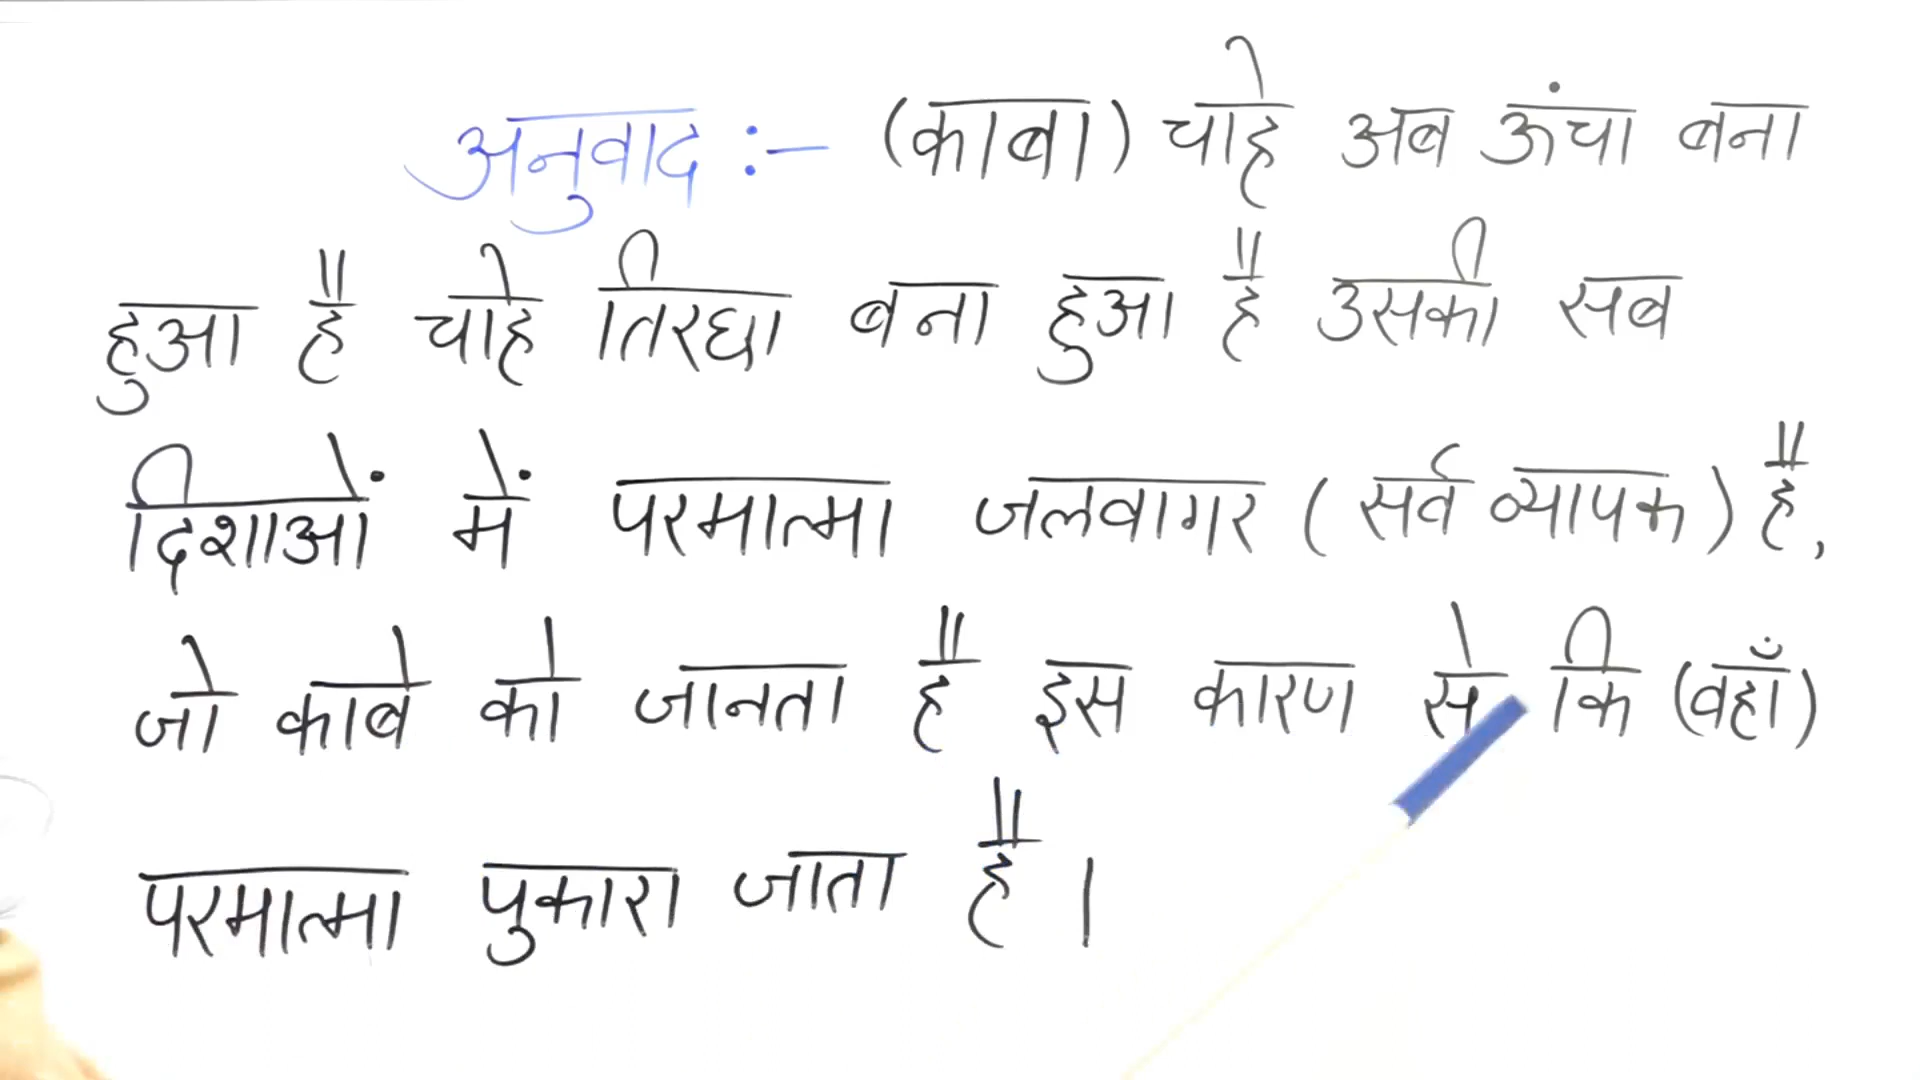 अनुवाद :- (काबा) चाहे अब ऊंचा बना
हुआ है चाहे तिरछा बना हुआ है उसकी सब
दिशाओं में परमात्मा जलवागर (सर्व व्यापक) है,
जो काबे को जानता है इस कारण से कि (वहाँ)
परमात्मा पुकारा जाता है।